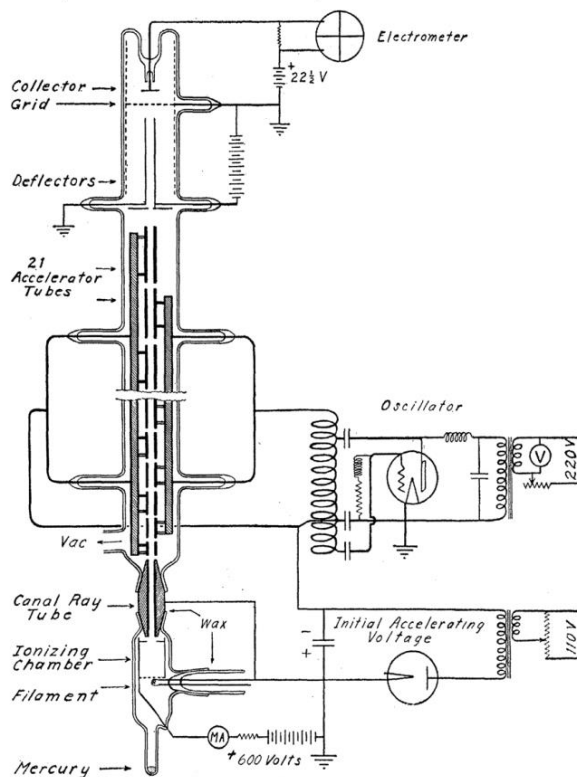 Electrometer
+
22½ V
Collector
Grid
Deflectors
21
Accelerator
Tubes
Oscillator
V
220V
Vac
Canal Ray
Tube
Wax
Ionizing
Chamber
Filament
Initial Accelerating
Voltage
-
+
110V
MA
+600 Volts
Mercury